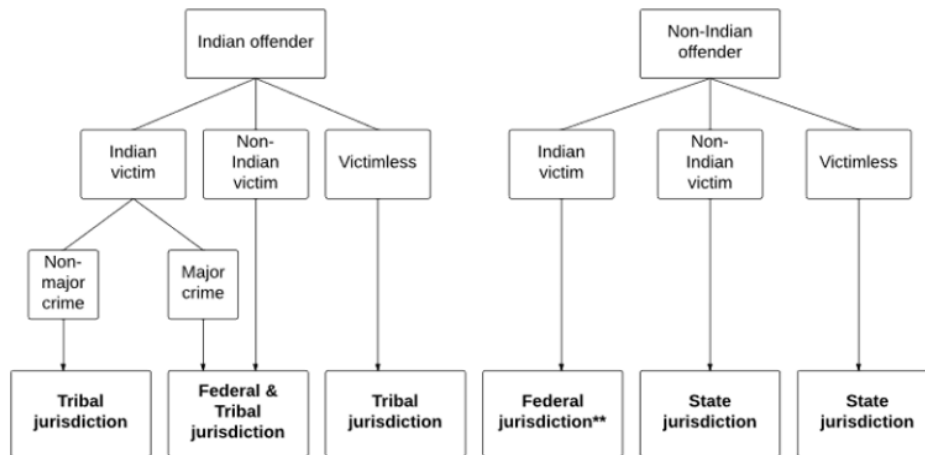 Indian offender
Non-Indian
offender
Indian
victim
Non-
Indian
victim
Victimless
Indian
victim
Non-
Indian
victim
Victimless
Non-
major
crime
Major
crime
Tribal
jurisdiction
Federal &
Tribal
jurisdiction
Tribal
jurisdiction
Federal
jurisdiction**
State
jurisdiction
State
jurisdiction